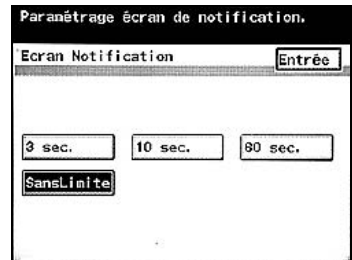 Paramétrage écran de notification.
Ecran Notification
Entrée
3 sec.
10 sec.
60 sec.
SansLimite